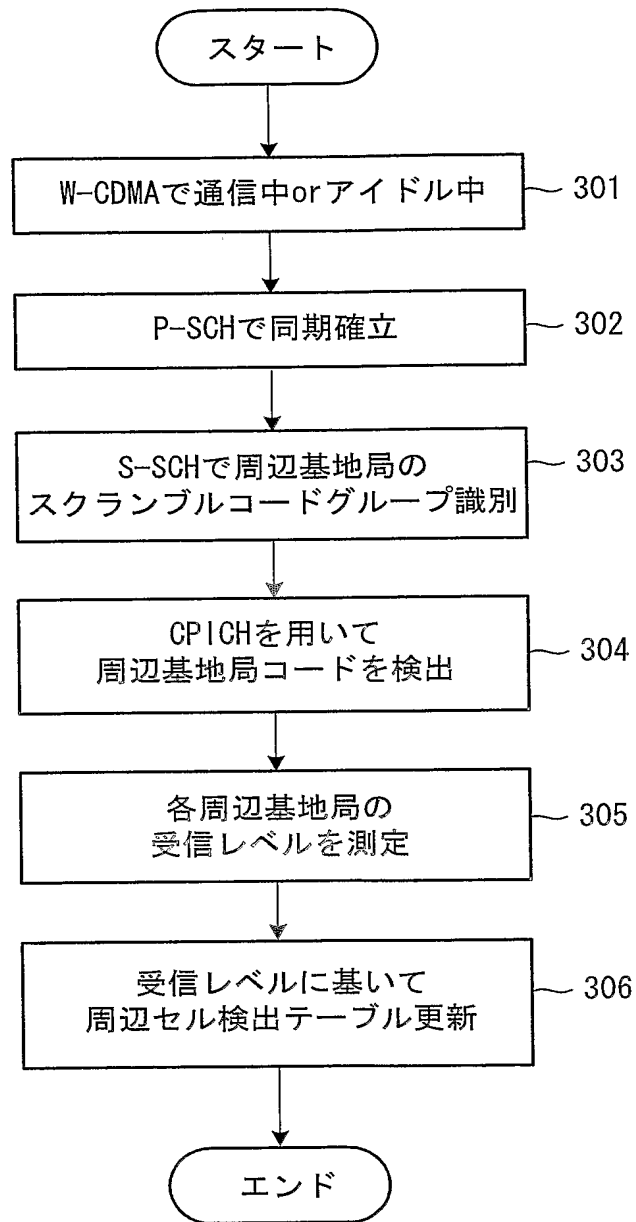 スタート
W-CDMAで通信中orアイドル中
301
P-SCHで同期確立
302
S-SCHで周辺基地局の
スクランブルコードグループ識別
303
CPICHを用いて
周辺基地局コードを検出
304
各周辺基地局の
受信レベルを測定
305
受信レベルに基いて
周辺セル検出テーブル更新
306
エンド